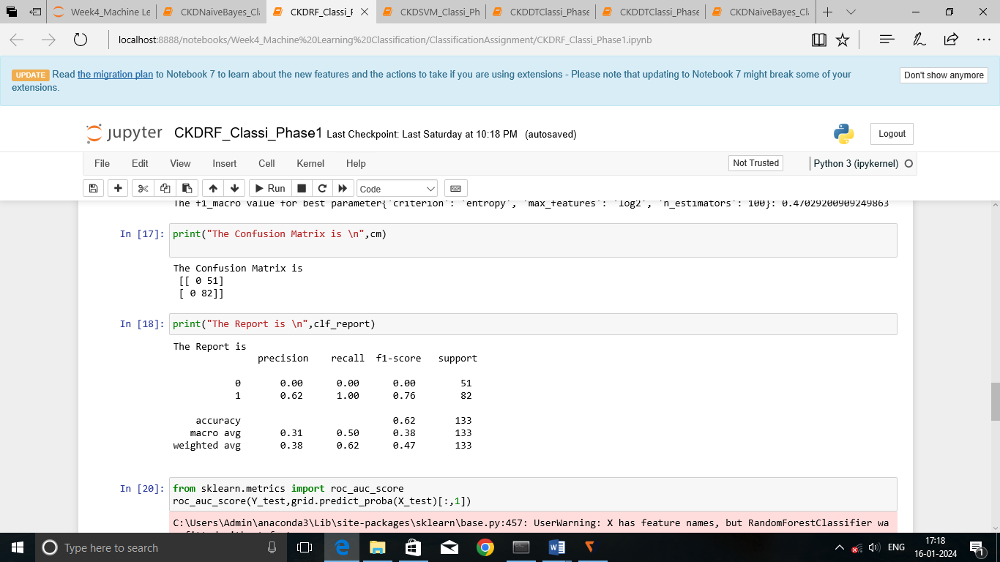 Week4_Machine Le
CKDNaiveBayes_Cl
CKDRF_Classi_F
CKDSVM_Classi_Ph
CKDDTClassi_Phase
CKDDTClassi_Phase
CKDNaiveBayes_Cl
localhost:8888/notebooks/Week4_Machine%20Learning%20Classification/ClassificationAssignment/CKDRF_Classi_Phase1.ipynb
UPDATE Read the migration plan to Notebook 7 to learn about the new features and the actions to take if you are using extensions - Please note that updating to Notebook 7 might break some of your
extensions.
Don't show anymore
jupyter CKDRF_Classi_Phase1 Last Checkpoint: Last Saturday at 10:18 PM (autosaved)
Logout
File Edit View Insert Cell Kernel Help
Not Trusted
Python 3 (ipykernel)
Run
Code
The f1_macro value for best parameter{'criterion': 'entropy', 'max_features': 'log2', 'n_estimators': 100}: 0.47029200909249863
In [17]: print("The Confusion Matrix is \n",cm)
The Confusion Matrix is
[[ 0 51]
[ 0 82]]
In [18]: print("The Report is \n",clf_report)
The Report is
precision recall f1-score support
0 0.00 0.00 0.00 51
1 0.62 1.00 0.76 82
accuracy 0.62 133
macro avg 0.31 0.50 0.38 133
weighted avg 0.38 0.62 0.47 133
In [20]: from sklearn.metrics import roc_auc_score
roc_auc_score(Y_test,grid.predict_proba(X_test)[:,1])
C:\Users\Admin\anaconda3\Lib\site-packages\sklearn\base.py:457: UserWarning: X has feature names, but RandomForestClassifier wa
Type here to search
ENG
17:18
16-01-2024
1